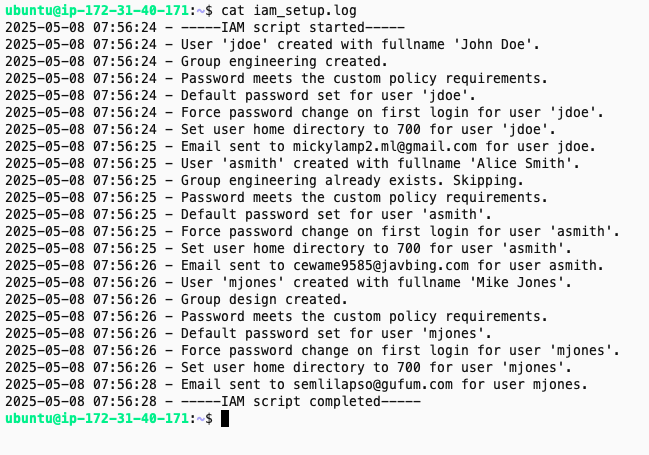 ubuntu@ip-172-31-40-171:~$ cat iam_setup.log
2025-05-08 07:56:24 - -----IAM script started-----
2025-05-08 07:56:24 - User 'jdoe' created with fullname 'John Doe'.
2025-05-08 07:56:24 - Group engineering created.
2025-05-08 07:56:24 - Password meets the custom policy requirements.
2025-05-08 07:56:24 - Default password set for user 'jdoe'.
2025-05-08 07:56:24 - Force password change on first login for user 'jdoe'.
2025-05-08 07:56:24 - Set user home directory to 700 for user 'jdoe'.
2025-05-08 07:56:25 - Email sent to mickylamp2.ml@gmail.com for user jdoe.
2025-05-08 07:56:25 - User 'asmith' created with fullname 'Alice Smith'.
2025-05-08 07:56:25 - Group engineering already exists. Skipping.
2025-05-08 07:56:25 - Password meets the custom policy requirements.
2025-05-08 07:56:25 - Default password set for user 'asmith'.
2025-05-08 07:56:25 - Force password change on first login for user 'asmith'.
2025-05-08 07:56:25 - Set user home directory to 700 for user 'asmith'.
2025-05-08 07:56:26 - Email sent to cewame9585@javbing.com for user asmith.
2025-05-08 07:56:26 - User 'mjones' created with fullname 'Mike Jones'.
2025-05-08 07:56:26 - Group design created.
2025-05-08 07:56:26 - Password meets the custom policy requirements.
2025-05-08 07:56:26 - Default password set for user 'mjones'.
2025-05-08 07:56:26 - Force password change on first login for user 'mjones'.
2025-05-08 07:56:26 - Set user home directory to 700 for user 'mjones'.
2025-05-08 07:56:28 - Email sent to semlilapso@gufum.com for user mjones.
2025-05-08 07:56:28 - -----IAM script completed-----
ubuntu@ip-172-31-40-171:~$